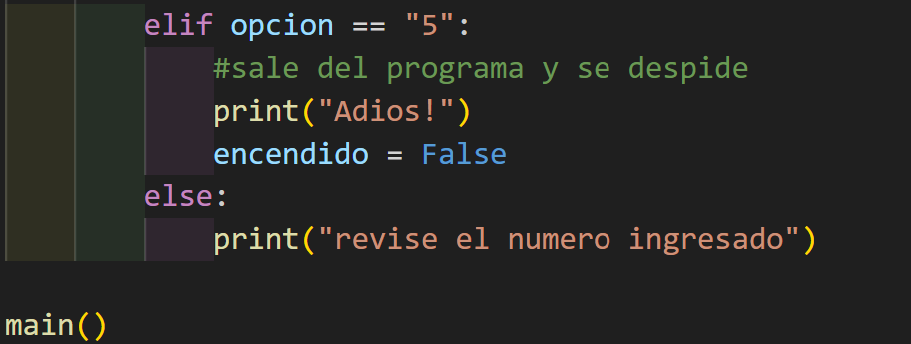 elif opcion == "5":
#sale del programa y se despide
print("Adios!")
encendido = False
else:
print("revise el numero ingresado")
main()